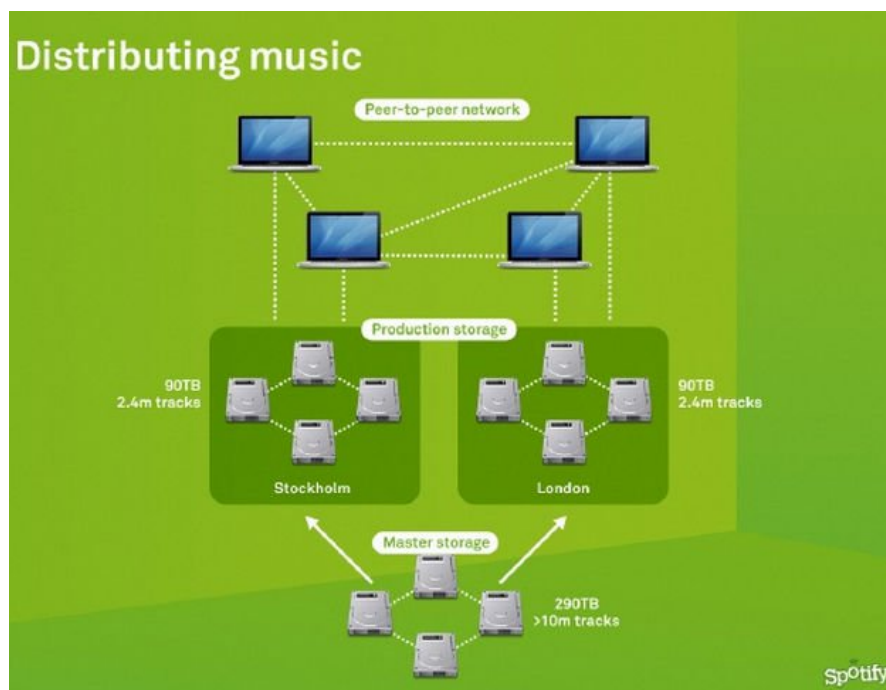 Distributing music
Peer-to-peer network
Production storage
90TB
2.4m tracks
90TB
2.4m tracks
Stockholm
London
Master storage
290TB
>10m tracks
Spotify